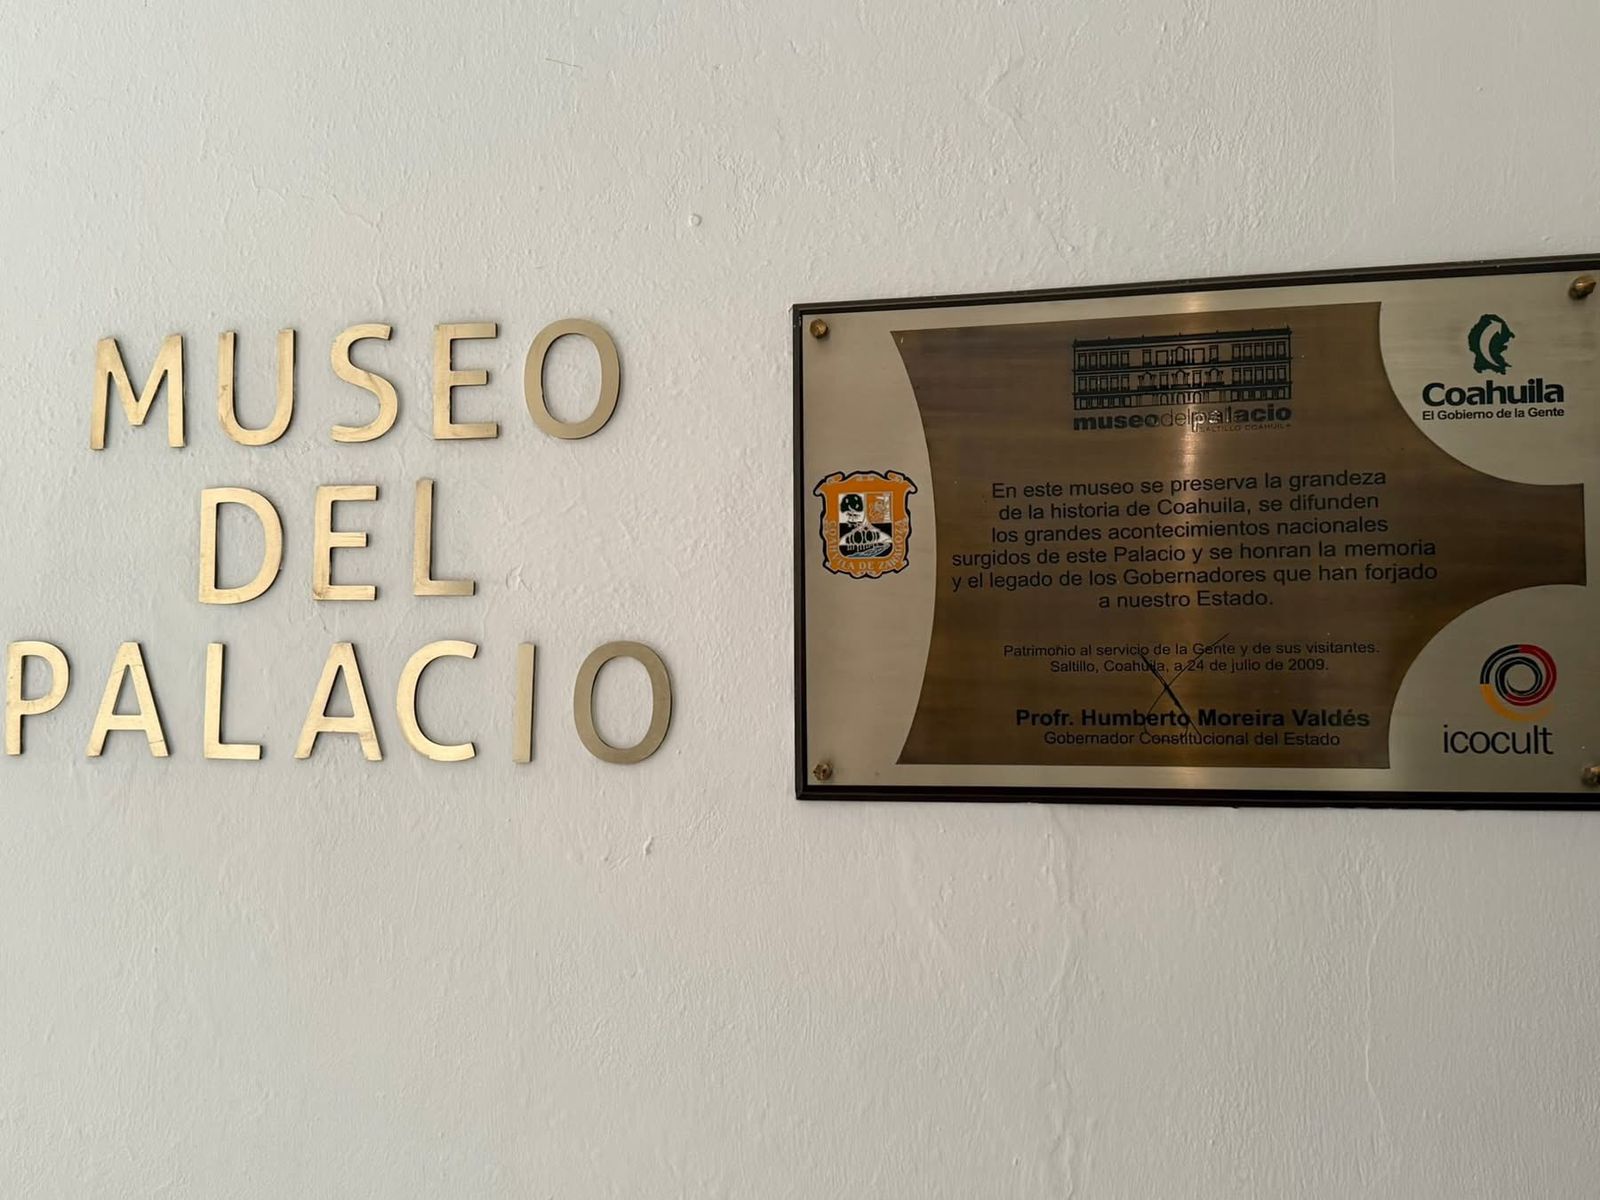 MUSEO
DEL
PALACIO
museodelpalacio
SALTILLO COAHUILA
Coahuila
El Gobierno de la Gente
COAHVILA DE ZARAGOZA
En este museo se preserva la grandeza
de la historia de Coahuila, se difunden
los grandes acontecimientos nacionales
surgidos de este Palacio y se honran la memoria
y el legado de los Gobernadores que han forjado
a nuestro Estado.
Patrimonio al servicio de la Gente y de sus visitantes.
Saltillo, Coahuila, a 24 de julio de 2009.
Profr. Humberto Moreira Valdés
Gobernador Constitucional del Estado
icocult